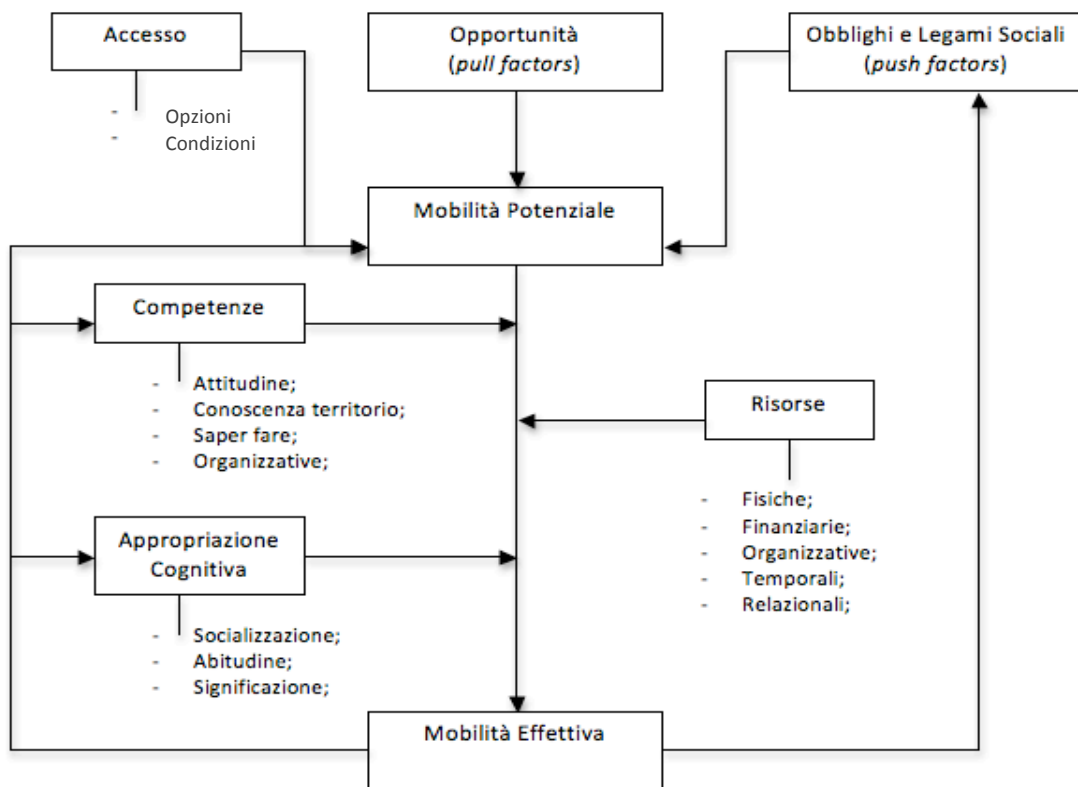 Accesso
- Opzioni
- Condizioni
Opportunità
(pull factors)
Obblighi e Legami Sociali
(push factors)
Mobilità Potenziale
Competenze
- Attitudine;
- Conoscenza territorio;
- Saper fare;
- Organizzative;
Risorse
- Fisiche;
- Finanziarie;
- Organizzative;
- Temporali;
- Relazionali;
Appropriazione
Cognitiva
- Socializzazione;
- Abitudine;
- Significazione;
Mobilità Effettiva